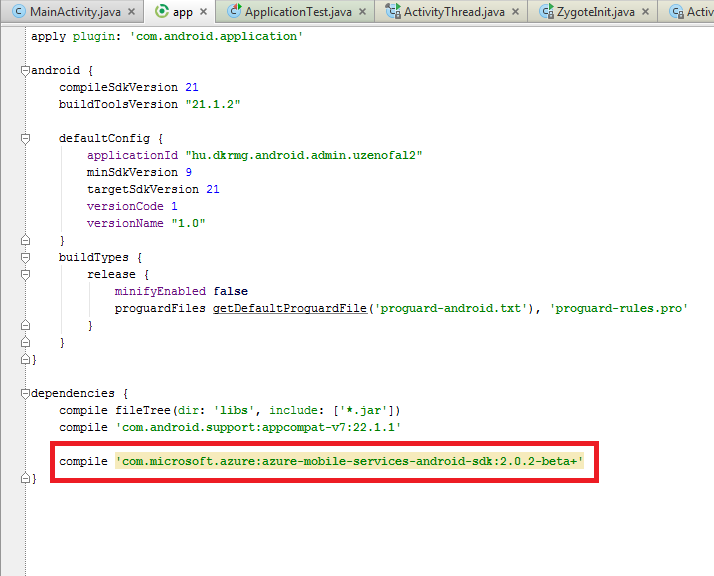 MainActivity.java × app × ApplicationTest.java × ActivityThread.java × ZygoteInit.java × Activ
apply plugin: 'com.android.application'
android {
compileSdkVersion 21
buildToolsVersion "21.1.2"
defaultConfig {
applicationId "hu.dkrmg.android.admin.uzenofal2"
minSdkVersion 9
targetSdkVersion 21
versionCode 1
versionName "1.0"
}
buildTypes {
release {
minifyEnabled false
proguardFiles getDefaultProguardFile('proguard-android.txt'), 'proguard-rules.pro'
}
}
}
dependencies {
compile fileTree(dir: 'libs', include: ['*.jar'])
compile 'com.android.support:appcompat-v7:22.1.1'
compile 'com.microsoft.azure:azure-mobile-services-android-sdk:2.0.2-beta+'
}